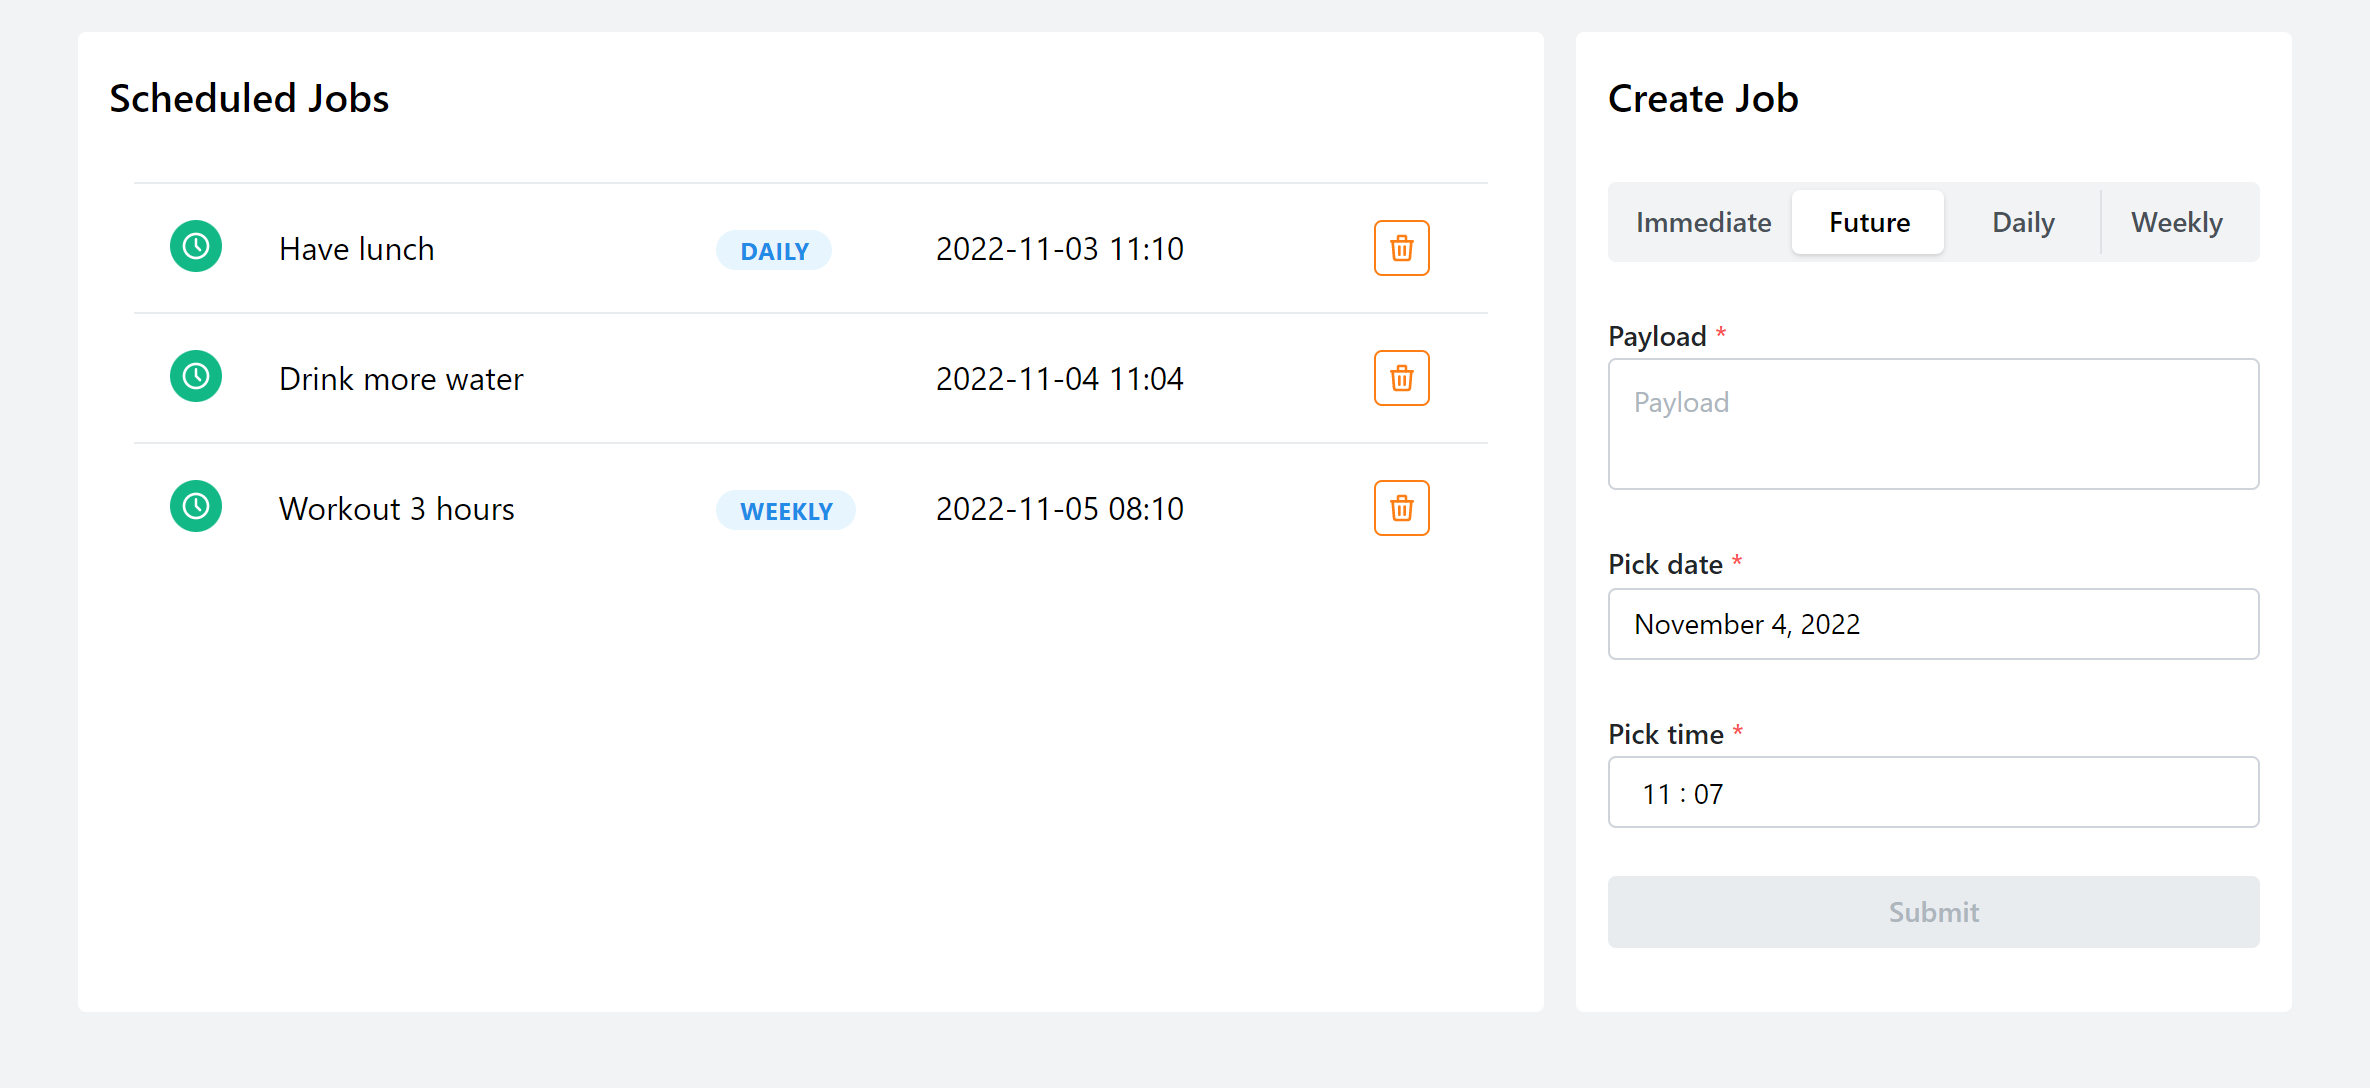 Scheduled Jobs
Have lunch DAILY 2022-11-03 11:10
Drink more water 2022-11-04 11:04
Workout 3 hours WEEKLY 2022-11-05 08:10
Create Job
Immediate Future Daily Weekly
Payload *
Payload
Pick date *
November 4, 2022
Pick time *
11 : 07
Submit